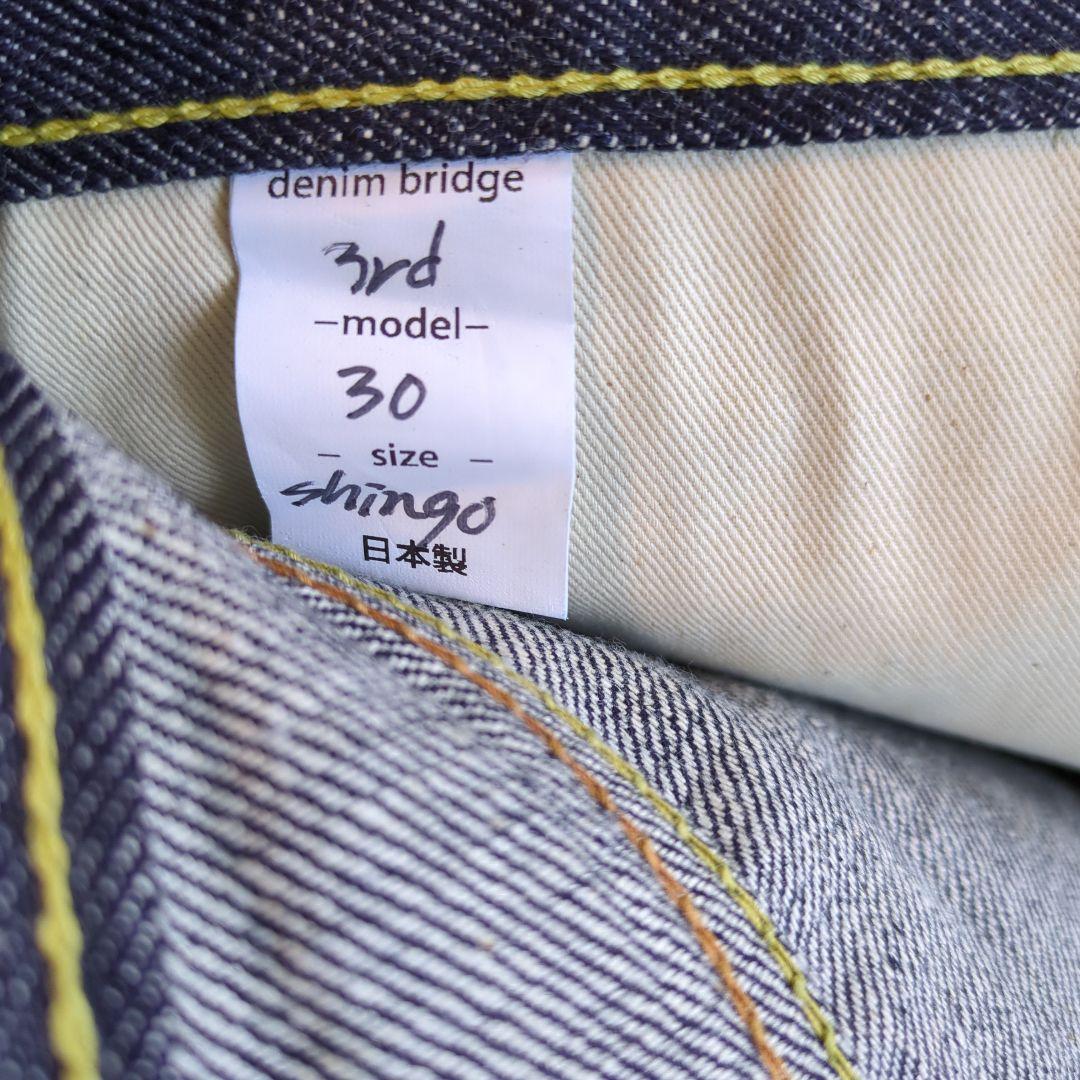 denim bridge
3rd
-model-
30
- size -
shingo
日本製